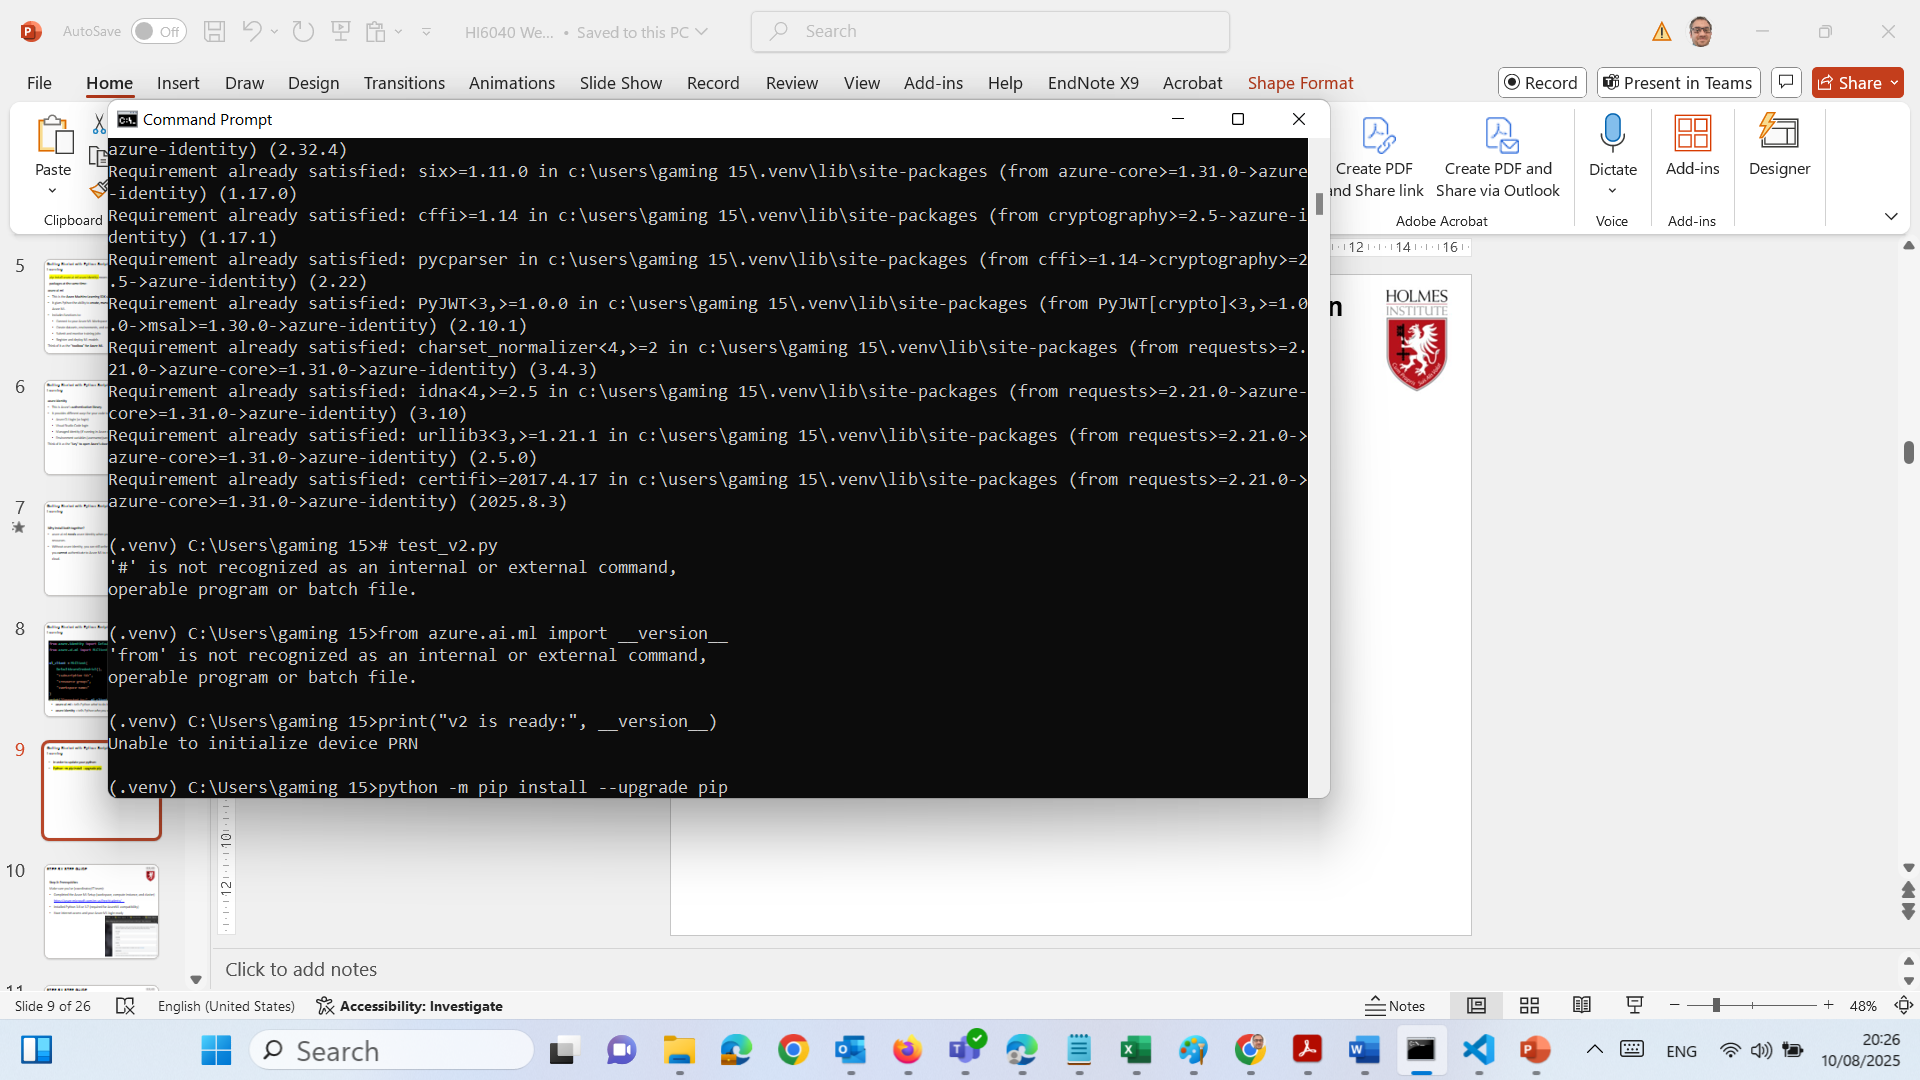 AutoSave
Off
HI6040 We... • Saved to this PC
Search
File
Home
Insert
Draw
Design
Transitions
Animations
Slide Show
Record
Review
View
Add-ins
Help
EndNote X9
Acrobat
Shape Format
Record
Present in Teams
Share
Paste
Clipboard
Create PDF
nd Share link
Create PDF and
Share via Outlook
Adobe Acrobat
Dictate
Voice
Add-ins
Add-ins
Designer
Command Prompt
azure-identity) (2.32.4)
Requirement already satisfied: six>=1.11.0 in c:\users\gaming 15\.venv\lib\site-packages (from azure-core>=1.31.0->azure
-identity) (1.17.0)
Requirement already satisfied: cffi>=1.14 in c:\users\gaming 15\.venv\lib\site-packages (from cryptography>=2.5->azure-i
dentity) (1.17.1)
Requirement already satisfied: pycparser in c:\users\gaming 15\.venv\lib\site-packages (from cffi>=1.14->cryptography>=2
.5->azure-identity) (2.22)
Requirement already satisfied: PyJWT<3,>=1.0.0 in c:\users\gaming 15\.venv\lib\site-packages (from PyJWT[crypto]<3,>=1.0
.0->msal>=1.30.0->azure-identity) (2.10.1)
Requirement already satisfied: charset_normalizer<4,>=2 in c:\users\gaming 15\.venv\lib\site-packages (from requests>=2.
21.0->azure-core>=1.31.0->azure-identity) (3.4.3)
Requirement already satisfied: idna<4,>=2.5 in c:\users\gaming 15\.venv\lib\site-packages (from requests>=2.21.0->azure-
core>=1.31.0->azure-identity) (3.10)
Requirement already satisfied: urllib3<3,>=1.21.1 in c:\users\gaming 15\.venv\lib\site-packages (from requests>=2.21.0->
azure-core>=1.31.0->azure-identity) (2.5.0)
Requirement already satisfied: certifi>=2017.4.17 in c:\users\gaming 15\.venv\lib\site-packages (from requests>=2.21.0->
azure-core>=1.31.0->azure-identity) (2025.8.3)
(.venv) C:\Users\gaming 15># test_v2.py
'#' is not recognized as an internal or external command,
operable program or batch file.
(.venv) C:\Users\gaming 15>from azure.ai.ml import __version__
'from' is not recognized as an internal or external command,
operable program or batch file.
(.venv) C:\Users\gaming 15>print("v2 is ready:", __version__)
Unable to initialize device PRN
(.venv) C:\Users\gaming 15>python -m pip install --upgrade pip
5
6
7
8
9
10
12
14
16
n
HOLMES
INSTITUTE
10
12
Click to add notes
Slide 9 of 26
English (United States)
Accessibility: Investigate
Notes
48%
Search
ENG
20:26
10/08/2025